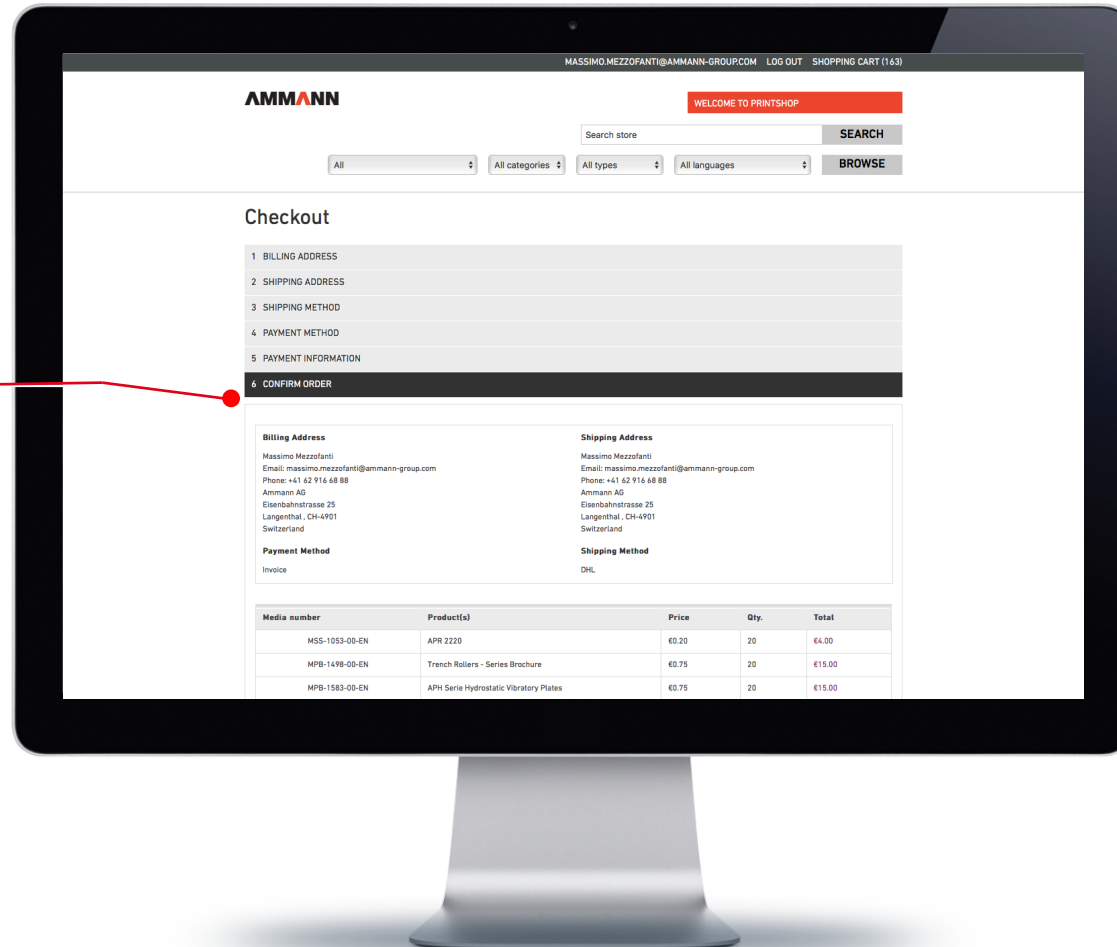 MASSIMO.MEZZOFANTI@AMMANN-GROUP.COM LOG OUT SHOPPING CART (163)
AMMANN
WELCOME TO PRINTSHOP
Search store SEARCH
All All categories All types All languages BROWSE
Checkout
1 BILLING ADDRESS
2 SHIPPING ADDRESS
3 SHIPPING METHOD
4 PAYMENT METHOD
5 PAYMENT INFORMATION
6 CONFIRM ORDER
Billing Address Shipping Address
Massimo Mezzofanti Massimo Mezzofanti
Email: massimo.mezzofanti@ammann-group.com Email: massimo.mezzofanti@ammann-group.com
Phone: +41 62 916 68 88 Phone: +41 62 916 68 88
Ammann AG Ammann AG
Eisenbahnstrasse 25 Eisenbahnstrasse 25
Langenthal , CH-4901 Langenthal , CH-4901
Switzerland Switzerland
Payment Method Shipping Method
Invoice DHL
Media number Product(s) Price Qty. Total
MSS-1053-00-EN APR 2220 €0.20 20 €4.00
MPB-1498-00-EN Trench Rollers - Series Brochure €0.75 20 €15.00
MPB-1583-00-EN APH Serie Hydrostatic Vibratory Plates €0.75 20 €15.00